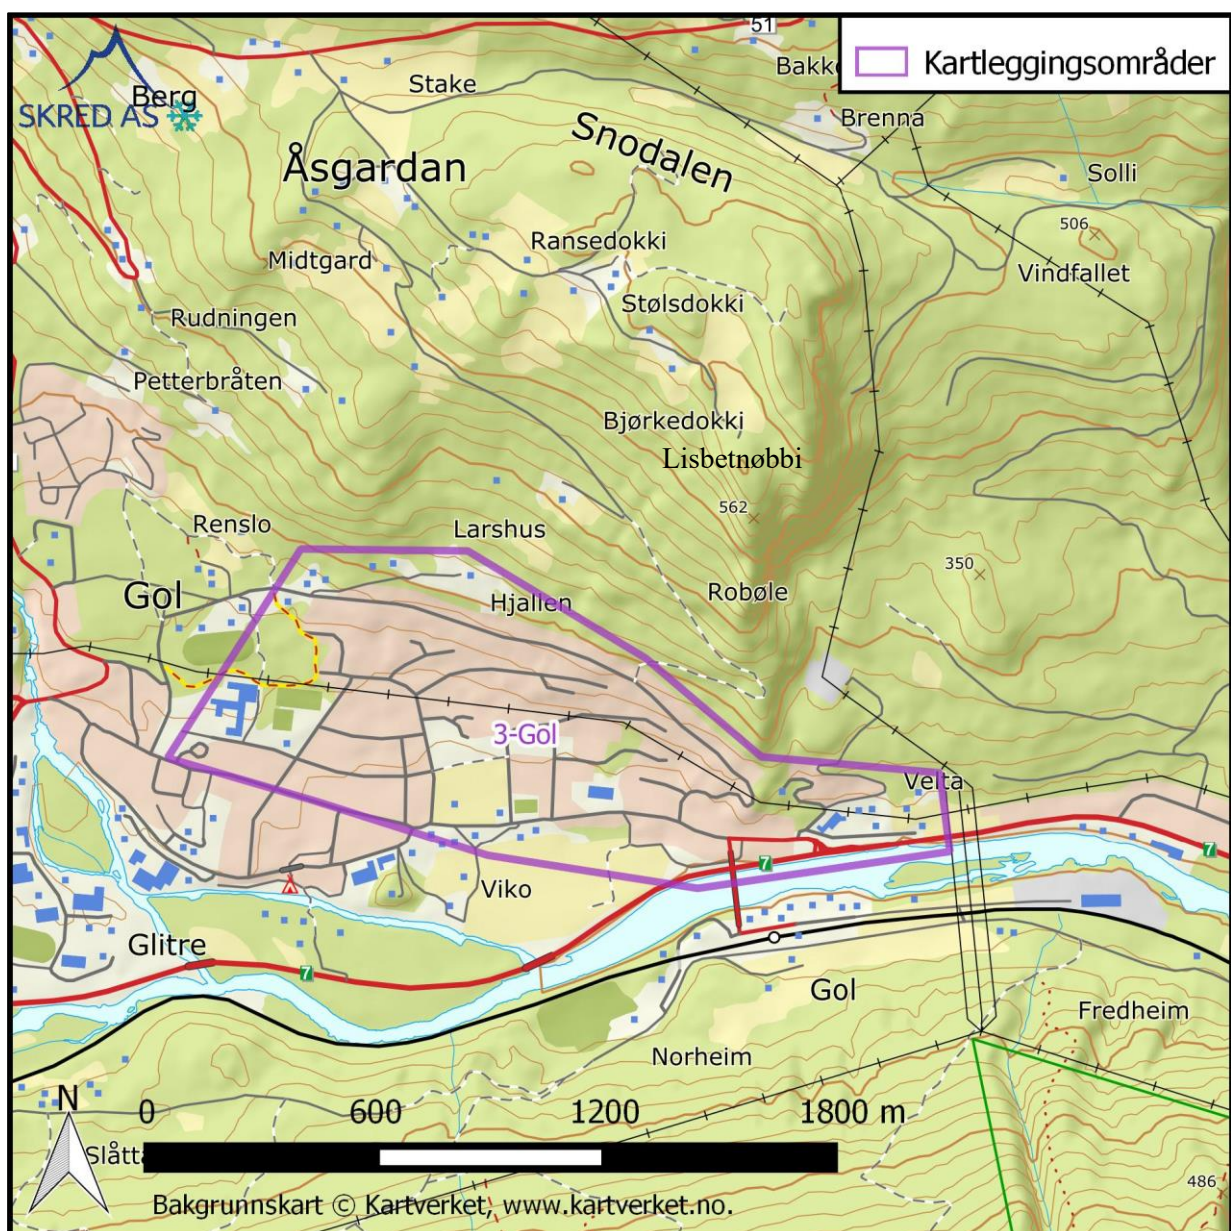 51
Kartleggingsområder
Stake
Bakke
Berg
SKRED AS
Brenna
Snodalen
Åsgardan
Solli
506
Ransedokki
Midtgard
Vindfallet
Stølsdokki
Rudningen
Petterbråten
Bjørkedokki
Lisbetnøbbi
562
Renslo
Larshus
350
Gol
Hjallen
Robøle
3-Gol
Velta
7
7
Viko
Glitre
7
Gol
Fredheim
Norheim
N
0 600 1200 1800 m
Slåtta
486
Bakgrunnskart © Kartverket, www.kartverket.no.